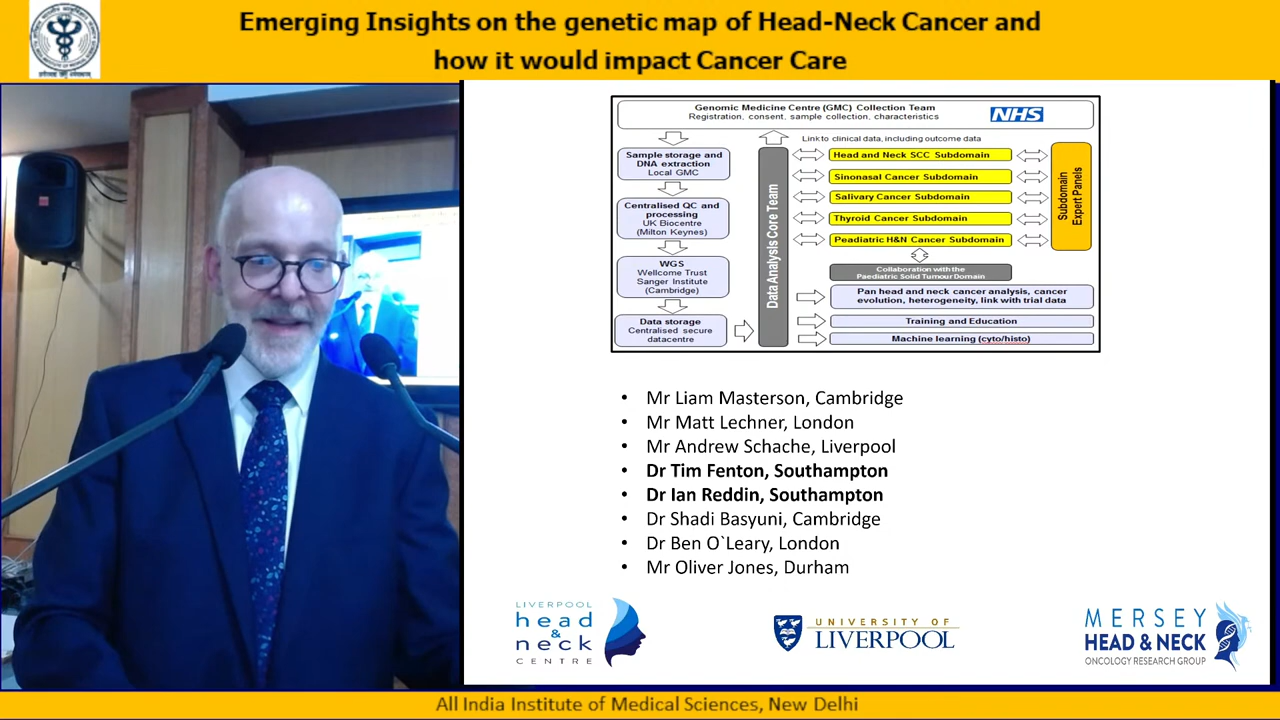 Emerging Insights on the genetic map of Head-Neck Cancer and
how it would impact Cancer Care
Genomic Medicine Centre (GMC) Collection Team
Registration, consent, sample collection, characteristics
NHS
Link to clinical data, including outcome data
Sample storage and
DNA extraction
Local GMC
Centralised QC and
processing
UK Biocentre
(Milton Keynes)
WGS
Wellcome Trust
Sanger Institute
(Cambridge)
Data storage
Centralised secure
datacentre
Data Analysis Core Team
Head and Neck SCC Subdomain
Sinonasal Cancer Subdomain
Salivary Cancer Subdomain
Thyroid Cancer Subdomain
Peadiatric H&N Cancer Subdomain
Subdomain
Expert Panels
Collaboration with the
Paediatric Solid Tumour Domain
Pan head and neck cancer analysis, cancer
evolution, heterogeneity, link with trial data
Training and Education
Machine learning (cyto/histo)
• Mr Liam Masterson, Cambridge
• Mr Matt Lechner, London
• Mr Andrew Schache, Liverpool
• Dr Tim Fenton, Southampton
• Dr Ian Reddin, Southampton
• Dr Shadi Basyuni, Cambridge
• Dr Ben O`Leary, London
• Mr Oliver Jones, Durham
LIVERPOOL
head
&
neck
CENTRE
UNIVERSITY OF
LIVERPOOL
MERSEY
HEAD & NECK
ONCOLOGY RESEARCH GROUP
All India Institute of Medical Sciences, New Delhi